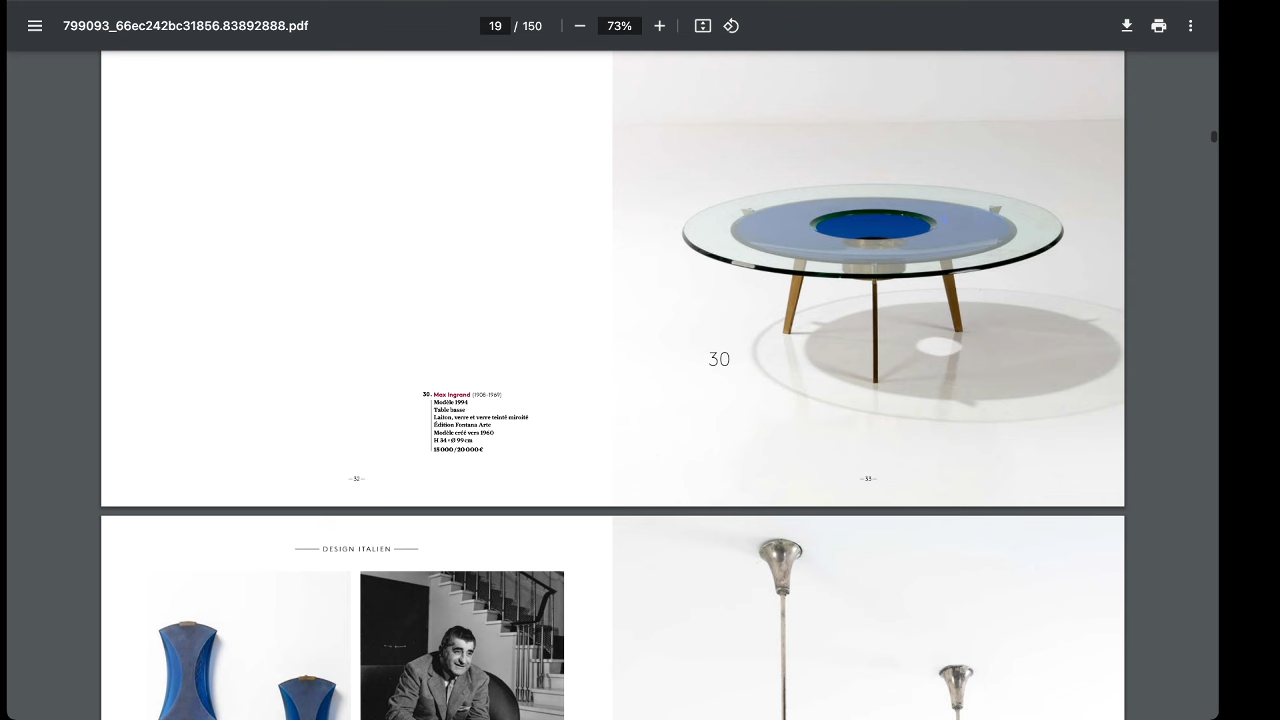 799093_66ec242bc31856.83892888.pdf
19 / 150
73%
30
30. Max Ingrand (1908-1969)
Modèle 1994
Table basse
Laiton, verre et verre teinté miroité
Édition Fontana Arte
Modèle créé vers 1960
H 34 × Ø 99 cm
15 000 / 20 000 €
—32—
—33—
DESIGN ITALIEN